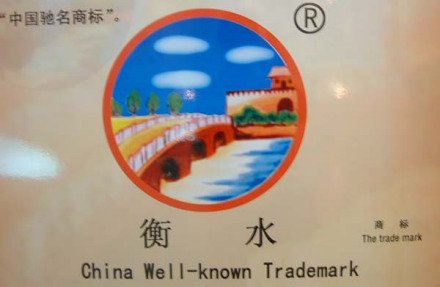 “中国驰名商标”。
®
衡 水
商 标
The trade mark
China Well-known Trademark